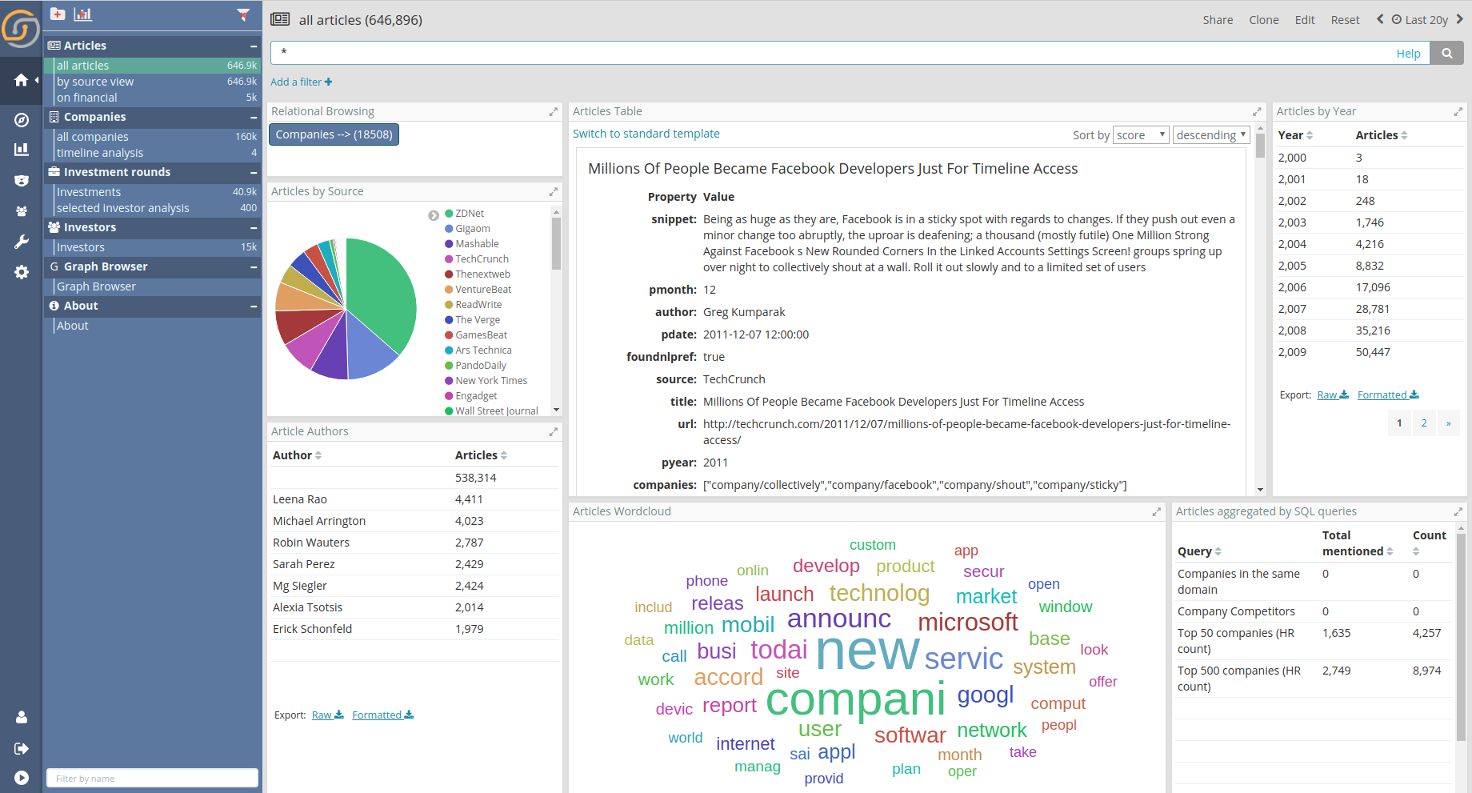 all articles (646,896)
Share Clone Edit Reset Last 20y
*
Help
Add a filter
Articles
all articles 646.9k
by source view 646.9k
on financial 5k
Companies
all companies 160k
timeline analysis 4
Investment rounds
Investments 40.9k
selected investor analysis 400
Investors
Investors 15k
G Graph Browser
Graph Browser
About
About
Filter by name
Relational Browsing
Companies --> (18508)
Articles by Source
ZDNet
Gigaom
Mashable
TechCrunch
Thenextweb
VentureBeat
ReadWrite
The Verge
GamesBeat
Ars Technica
PandoDaily
New York Times
Engadget
Wall Street Journal
Article Authors
Author Articles
538,314
Leena Rao 4,411
Michael Arrington 4,023
Robin Wauters 2,787
Sarah Perez 2,429
Mg Siegler 2,424
Alexia Tsotsis 2,014
Erick Schonfeld 1,979
Export: Raw Formatted
Articles Table
Switch to standard template
Sort by score descending
Millions Of People Became Facebook Developers Just For Timeline Access
Property Value
snippet: Being as huge as they are, Facebook is in a sticky spot with regards to changes. If they push out even a
minor change too abruptly, the uproar is deafening; a thousand (mostly futile) One Million Strong
Against Facebook s New Rounded Corners In the Linked Accounts Settings Screen! groups spring up
over night to collectively shout at a wall. Roll it out slowly and to a limited set of users
pmonth: 12
author: Greg Kumparak
pdate: 2011-12-07 12:00:00
foundnlpref: true
source: TechCrunch
title: Millions Of People Became Facebook Developers Just For Timeline Access
url: http://techcrunch.com/2011/12/07/millions-of-people-became-facebook-developers-just-for-timeline-
access/
pyear: 2011
companies: ["company/collectively","company/facebook","company/shout","company/sticky"]
Articles by Year
Year Articles
2,000 3
2,001 18
2,002 248
2,003 1,746
2,004 4,216
2,005 8,832
2,006 17,096
2,007 28,781
2,008 35,216
2,009 50,447
Export: Raw Formatted
1 2 »
Articles Wordcloud
custom
app
onlin develop product secur
phone open
launch technolog market
includ releas window
million mobil announc microsoft
data base
call busi todai new servic look
site system
work accord offer
compani googl
devic report comput
user softwar network peopl
world
internet sai appl month take
manag plan oper
provid
Articles aggregated by SQL queries
Query Total mentioned Count
Companies in the same domain 0 0
Company Competitors 0 0
Top 50 companies (HR count) 1,635 4,257
Top 500 companies (HR count) 2,749 8,974